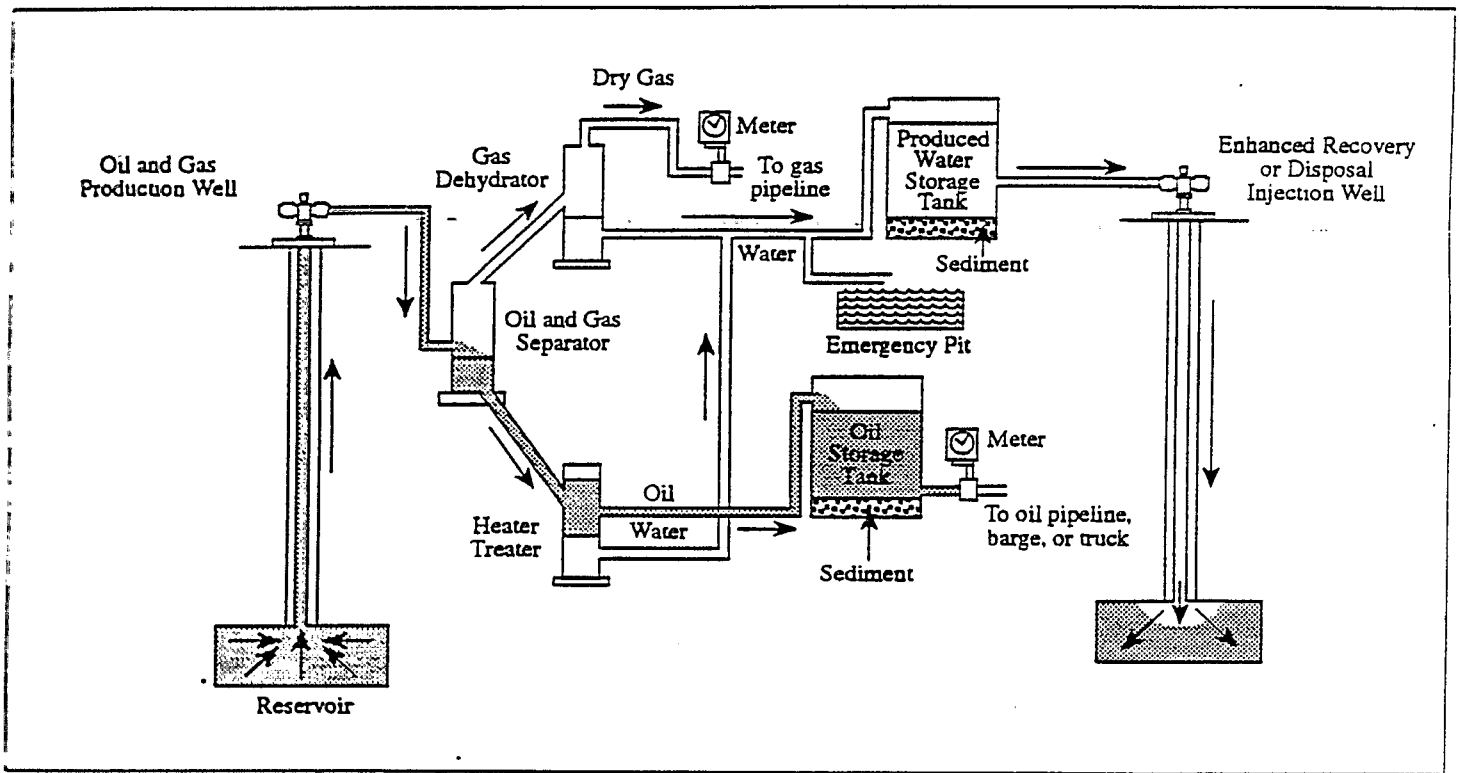 Dry Gas
Meter
Oil and Gas
Production Well
Gas
Dehydrator
To gas
pipeline
Produced
Water
Storage
Tank
Enhanced Recovery
or Disposal
Injection Well
Water
Sediment
Oil and Gas
Separator
Emergency Pit
Oil
Storage
Tank
Meter
Oil
Water
Heater
Treater
To oil pipeline,
barge, or truck
Sediment
Reservoir